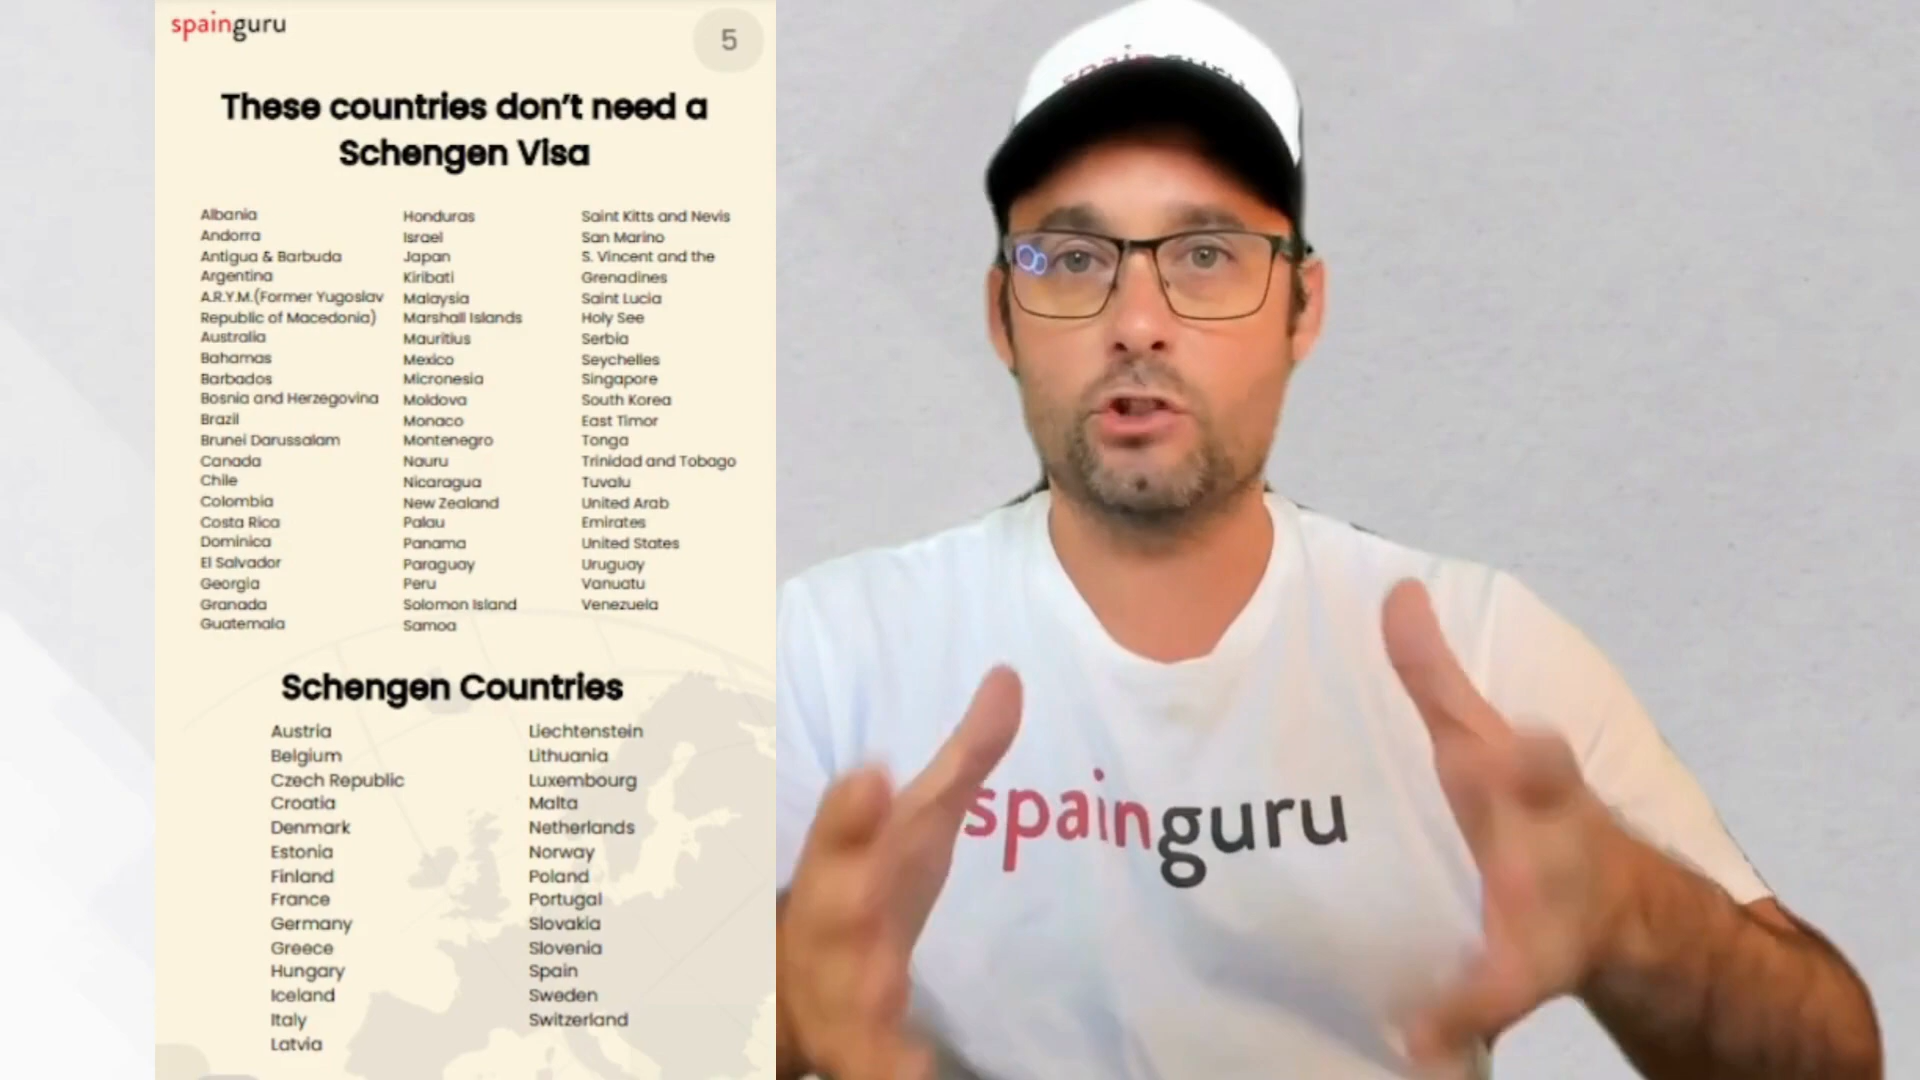 spainguru
5
These countries don't need a
Schengen Visa
Albania
Andorra
Antigua & Barbuda
Argentina
A.R.Y.M.(Former Yugoslav
Republic of Macedonia)
Australia
Bahamas
Barbados
Bosnia and Herzegovina
Brazil
Brunei Darussalam
Canada
Chile
Colombia
Costa Rica
Dominica
El Salvador
Georgia
Granada
Guatemala
Honduras
Israel
Japan
Kiribati
Malaysia
Marshall Islands
Mauritius
Mexico
Micronesia
Moldova
Monaco
Montenegro
Nauru
Nicaragua
New Zealand
Palau
Panama
Paraguay
Peru
Solomon Island
Samoa
Saint Kitts and Nevis
San Marino
S. Vincent and the
Grenadines
Saint Lucia
Holy See
Serbia
Seychelles
Singapore
South Korea
East Timor
Tonga
Trinidad and Tobago
Tuvalu
United Arab
Emirates
United States
Uruguay
Vanuatu
Venezuela
Schengen Countries
Austria
Belgium
Czech Republic
Croatia
Denmark
Estonia
Finland
France
Germany
Greece
Hungary
Iceland
Italy
Latvia
Liechtenstein
Lithuania
Luxembourg
Malta
Netherlands
Norway
Poland
Portugal
Slovakia
Slovenia
Spain
Sweden
Switzerland
spainguru